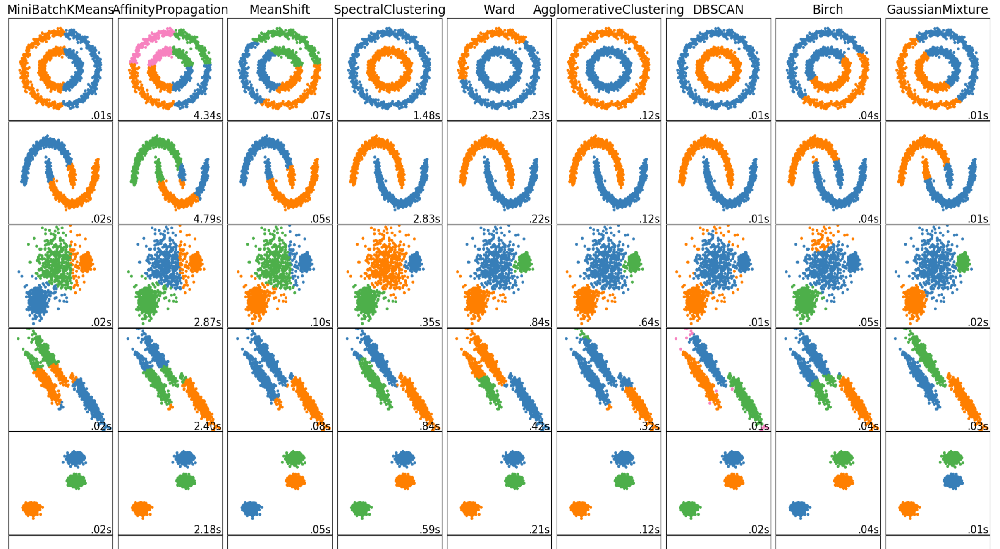 MiniBatchKMeans AffinityPropagation MeanShift SpectralClustering Ward AgglomerativeClustering DBSCAN Birch GaussianMixture
.01s 4.34s .07s 1.48s .23s .12s .01s .04s .01s
.02s 4.79s .05s 2.83s .22s .12s .01s .04s .01s
.02s 2.87s .10s .35s .84s .64s .01s .05s .02s
.02s 2.40s .08s .84s .42s .32s .01s .04s .03s
.02s 2.18s .05s .59s .21s .12s .02s .04s .01s